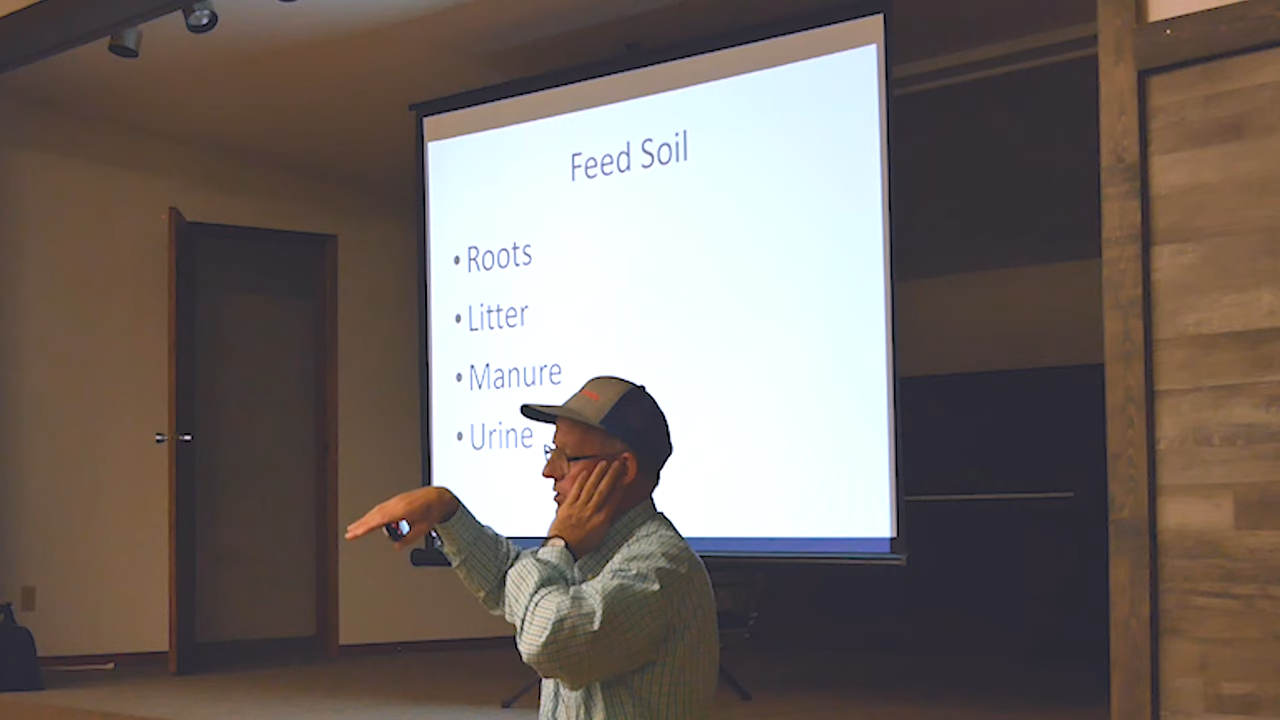 Feed Soil
• Roots
• Litter
• Manure
• Urine